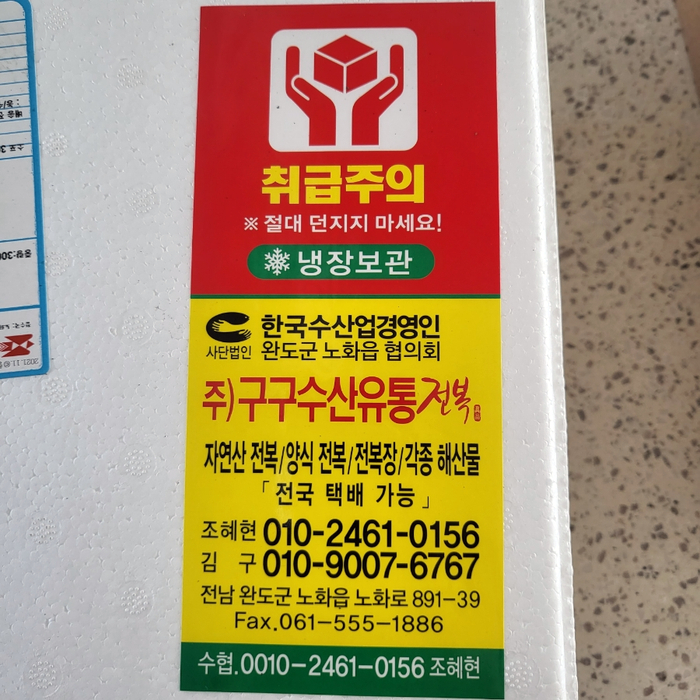 취급주의
※ 절대 던지지 마세요!
냉장보관
사단법인 한국수산업경영인
완도군 노화읍 협의회
주)구구수산유통전복
자연산 전복/양식 전복/전복장/각종 해산물
「전국 택배 가능」
조혜현 010-2461-0156
김 구 010-9007-6767
전남 완도군 노화읍 노화로 891-39
Fax.061-555-1886
수협.0010-2461-0156 조혜현